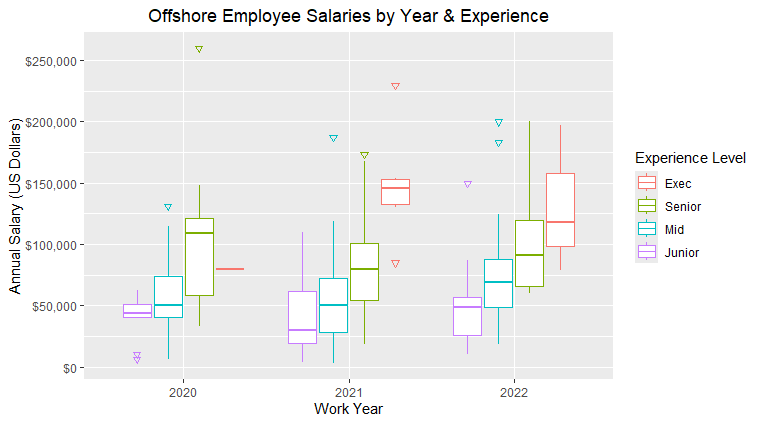 Offshore Employee Salaries by Year & Experience
Annual Salary (US Dollars)
$250,000
$200,000
$150,000
$100,000
$50,000
$0
2020
2021
2022
Work Year
Experience Level
Exec
Senior
Mid
Junior